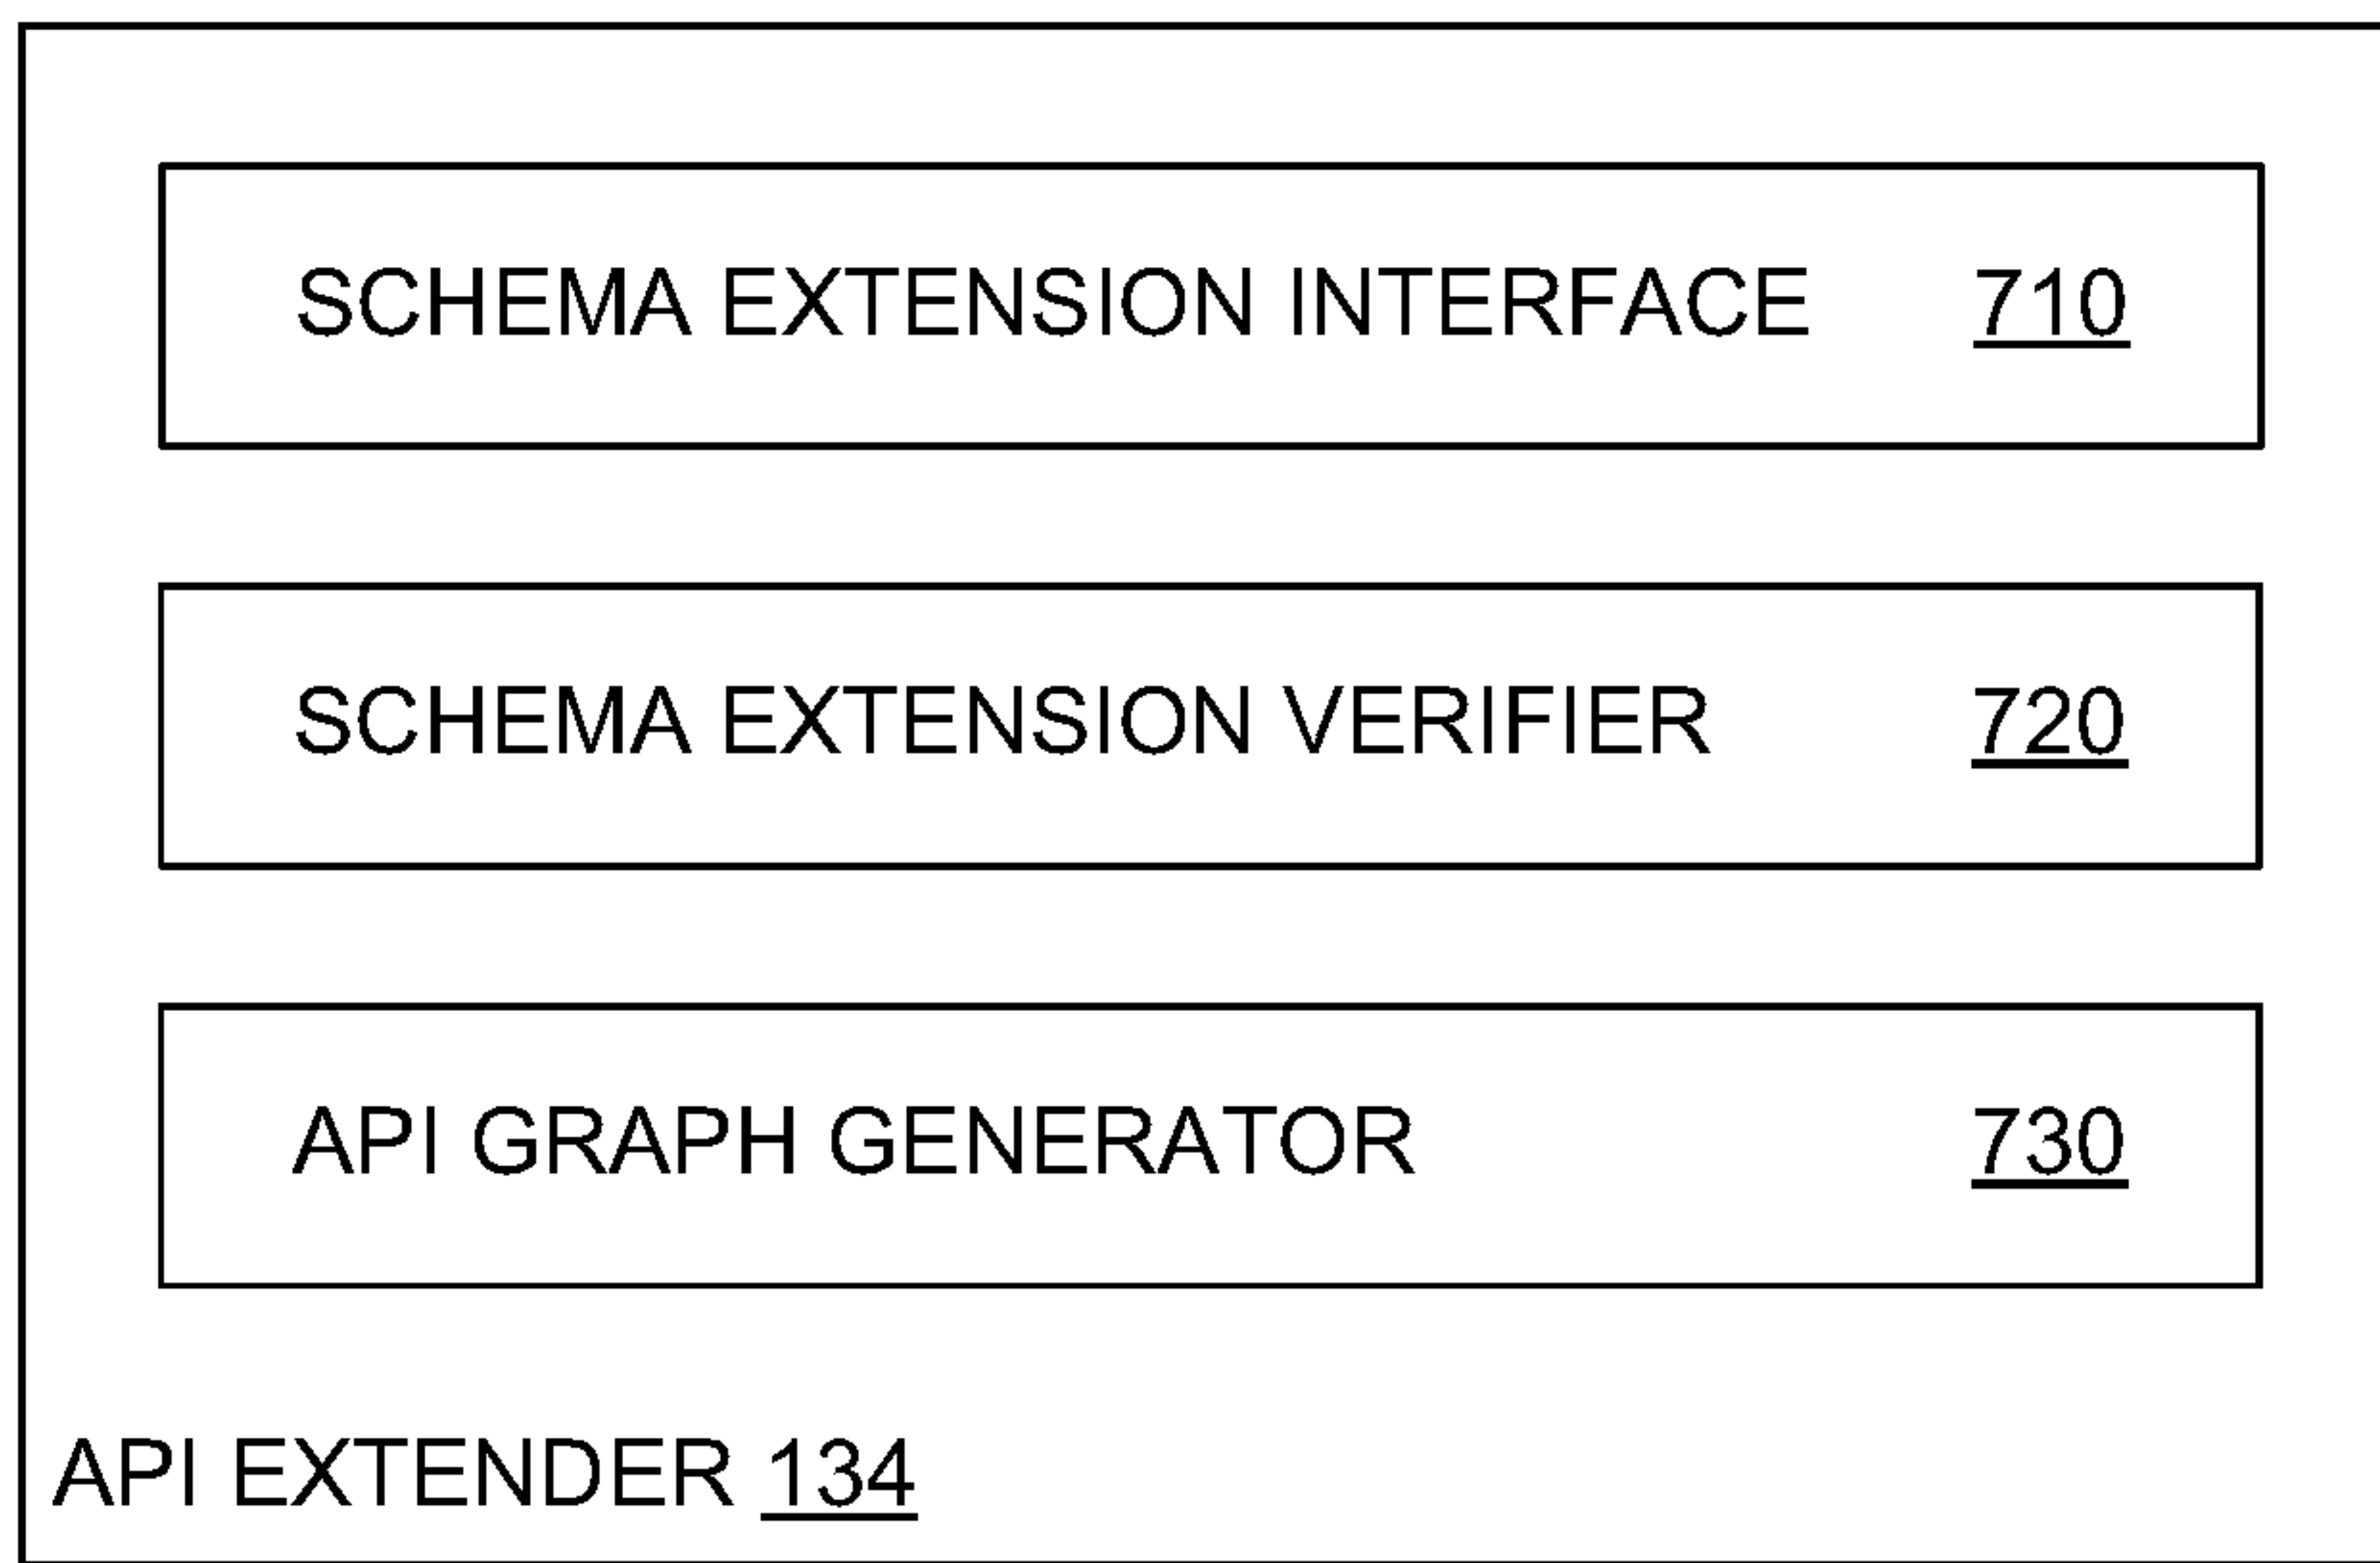 SCHEMA EXTENSION INTERFACE 710
SCHEMA EXTENSION VERIFIER 720
API GRAPH GENERATOR 730
API EXTENDER 134